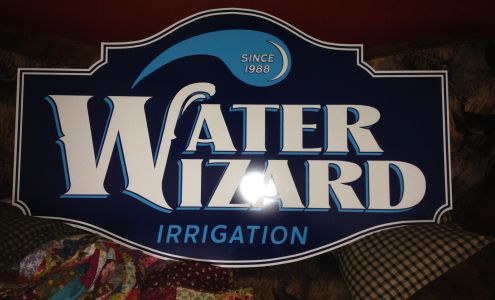 SINCE
1988
WATER
WIZARD
IRRIGATION